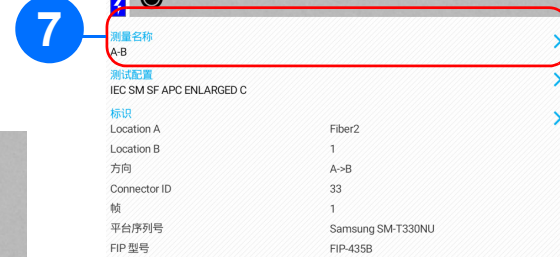 7
测量名称
A-B
测试配置
IEC SM SF APC ENLARGED C
标识
Location A Fiber2
Location B 1
方向 A->B
Connector ID 33
帧 1
平台序列号 Samsung SM-T330NU
FIP 型号 FIP-435B